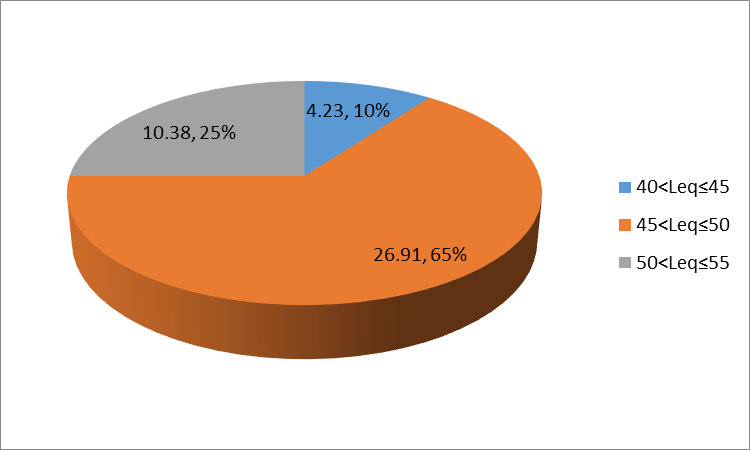 4.23, 10%
10.38, 25%
26.91, 65%
40<Leq≤45
45<Leq≤50
50<Leq≤55